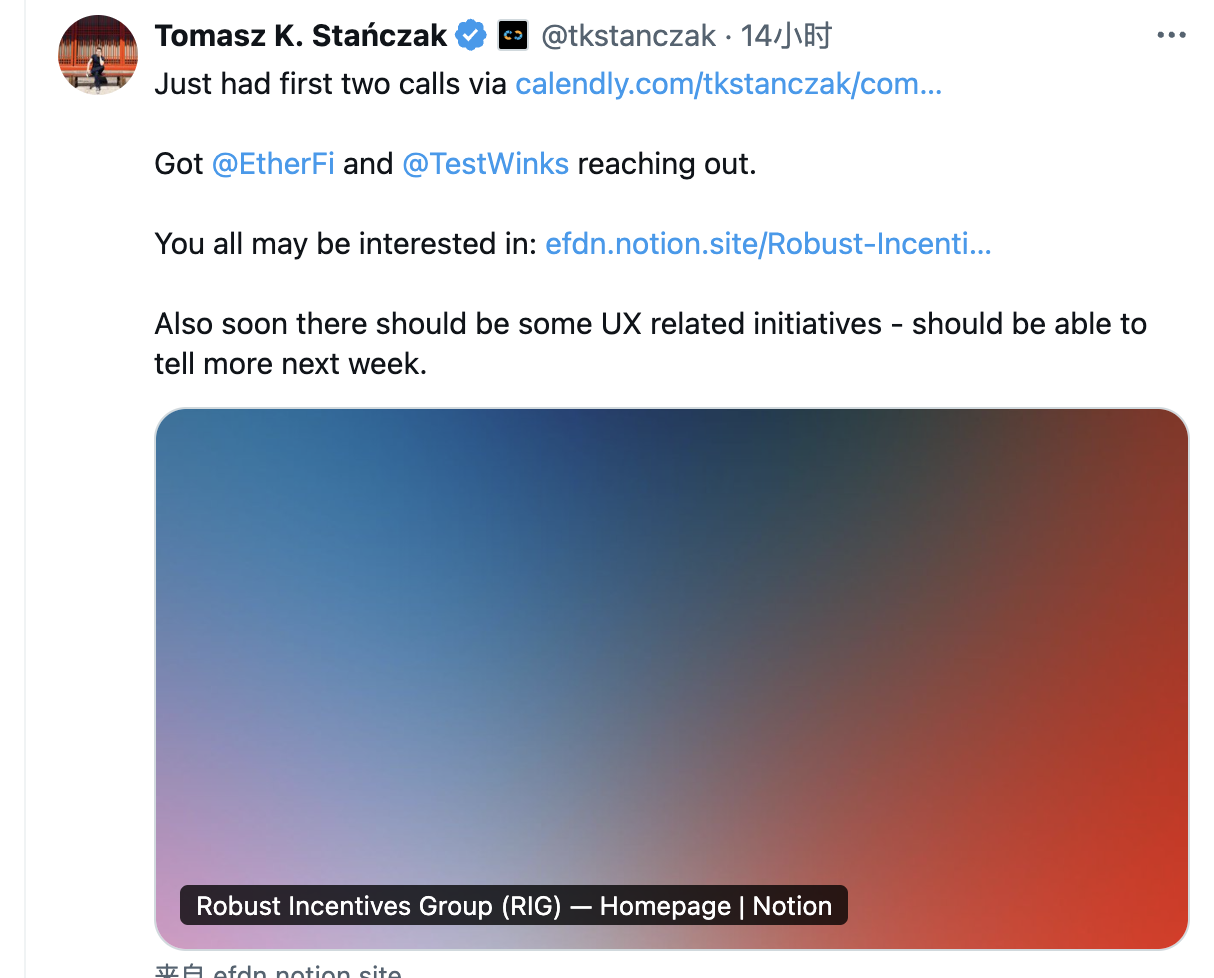 Tomasz K. Stańczak @tkstanczak · 14小时
Just had first two calls via calendly.com/tkstanczak/com…
Got @EtherFi and @TestWinks reaching out.
You all may be interested in: efdn.notion.site/Robust-Incenti…
Also soon there should be some UX related initiatives - should be able to
tell more next week.
Robust Incentives Group (RIG) — Homepage | Notion
来自 efdn.notion.site